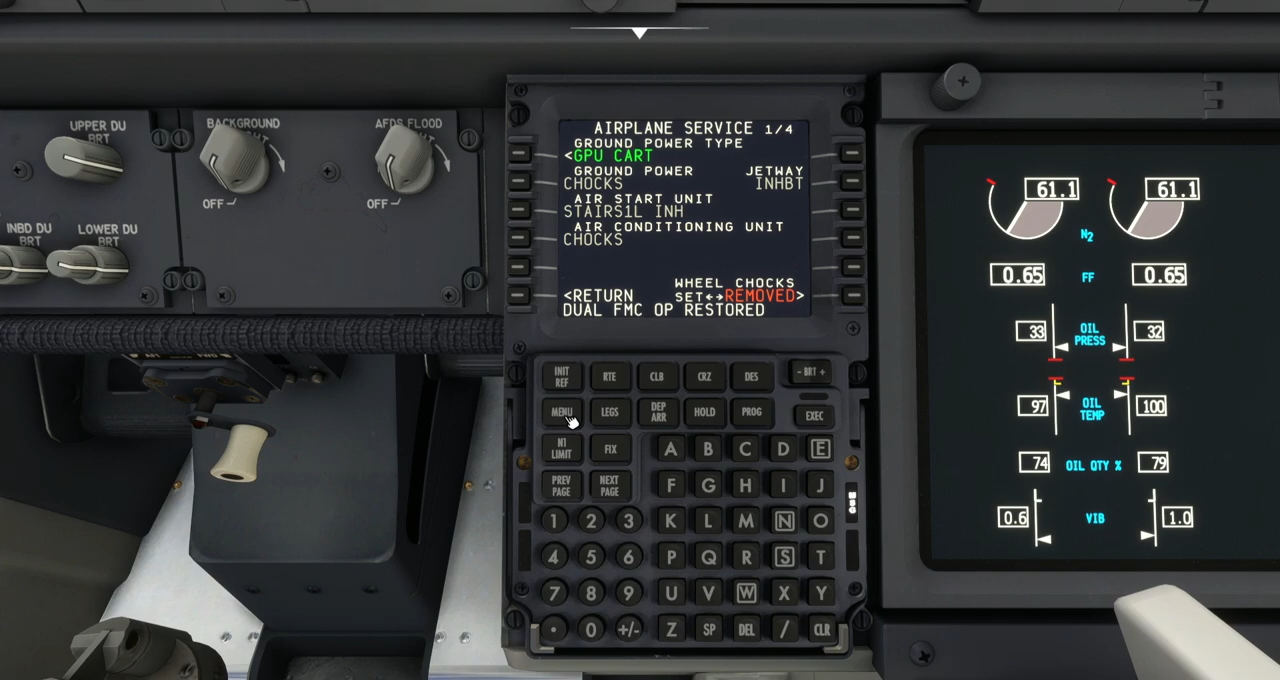 UPPER DU
BRT
BACKGROUND
AFDS FLOOD
OFF
OFF
INBD DU
BRT
LOWER DU
BRT
AIRPLANE SERVICE 1/4
GROUND POWER TYPE
<GPU CART
GROUND POWER JETWAY
CHOCKS INHBT
AIR START UNIT
STAIRS1L INH
AIR CONDITIONING UNIT
CHOCKS
WHEEL CHOCKS
<RETURN SET←→REMOVED>
DUAL FMC OP RESTORED
INIT REF
RTE
CLB
CRZ
DES
- BRT +
MENU
LEGS
DEP ARR
HOLD
PROG
EXEC
N1 LIMIT
FIX
A B C D E
PREV PAGE
NEXT PAGE
F G H I J
1 2 3 K L M N O
4 5 6 P Q R S T
7 8 9 U V W X Y
. 0 +/- Z SP DEL / CLR
MSG
61.1 61.1
N2
0.65 FF 0.65
33 OIL PRESS 32
97 OIL TEMP 100
74 OIL QTY % 79
0.6 VIB 1.0